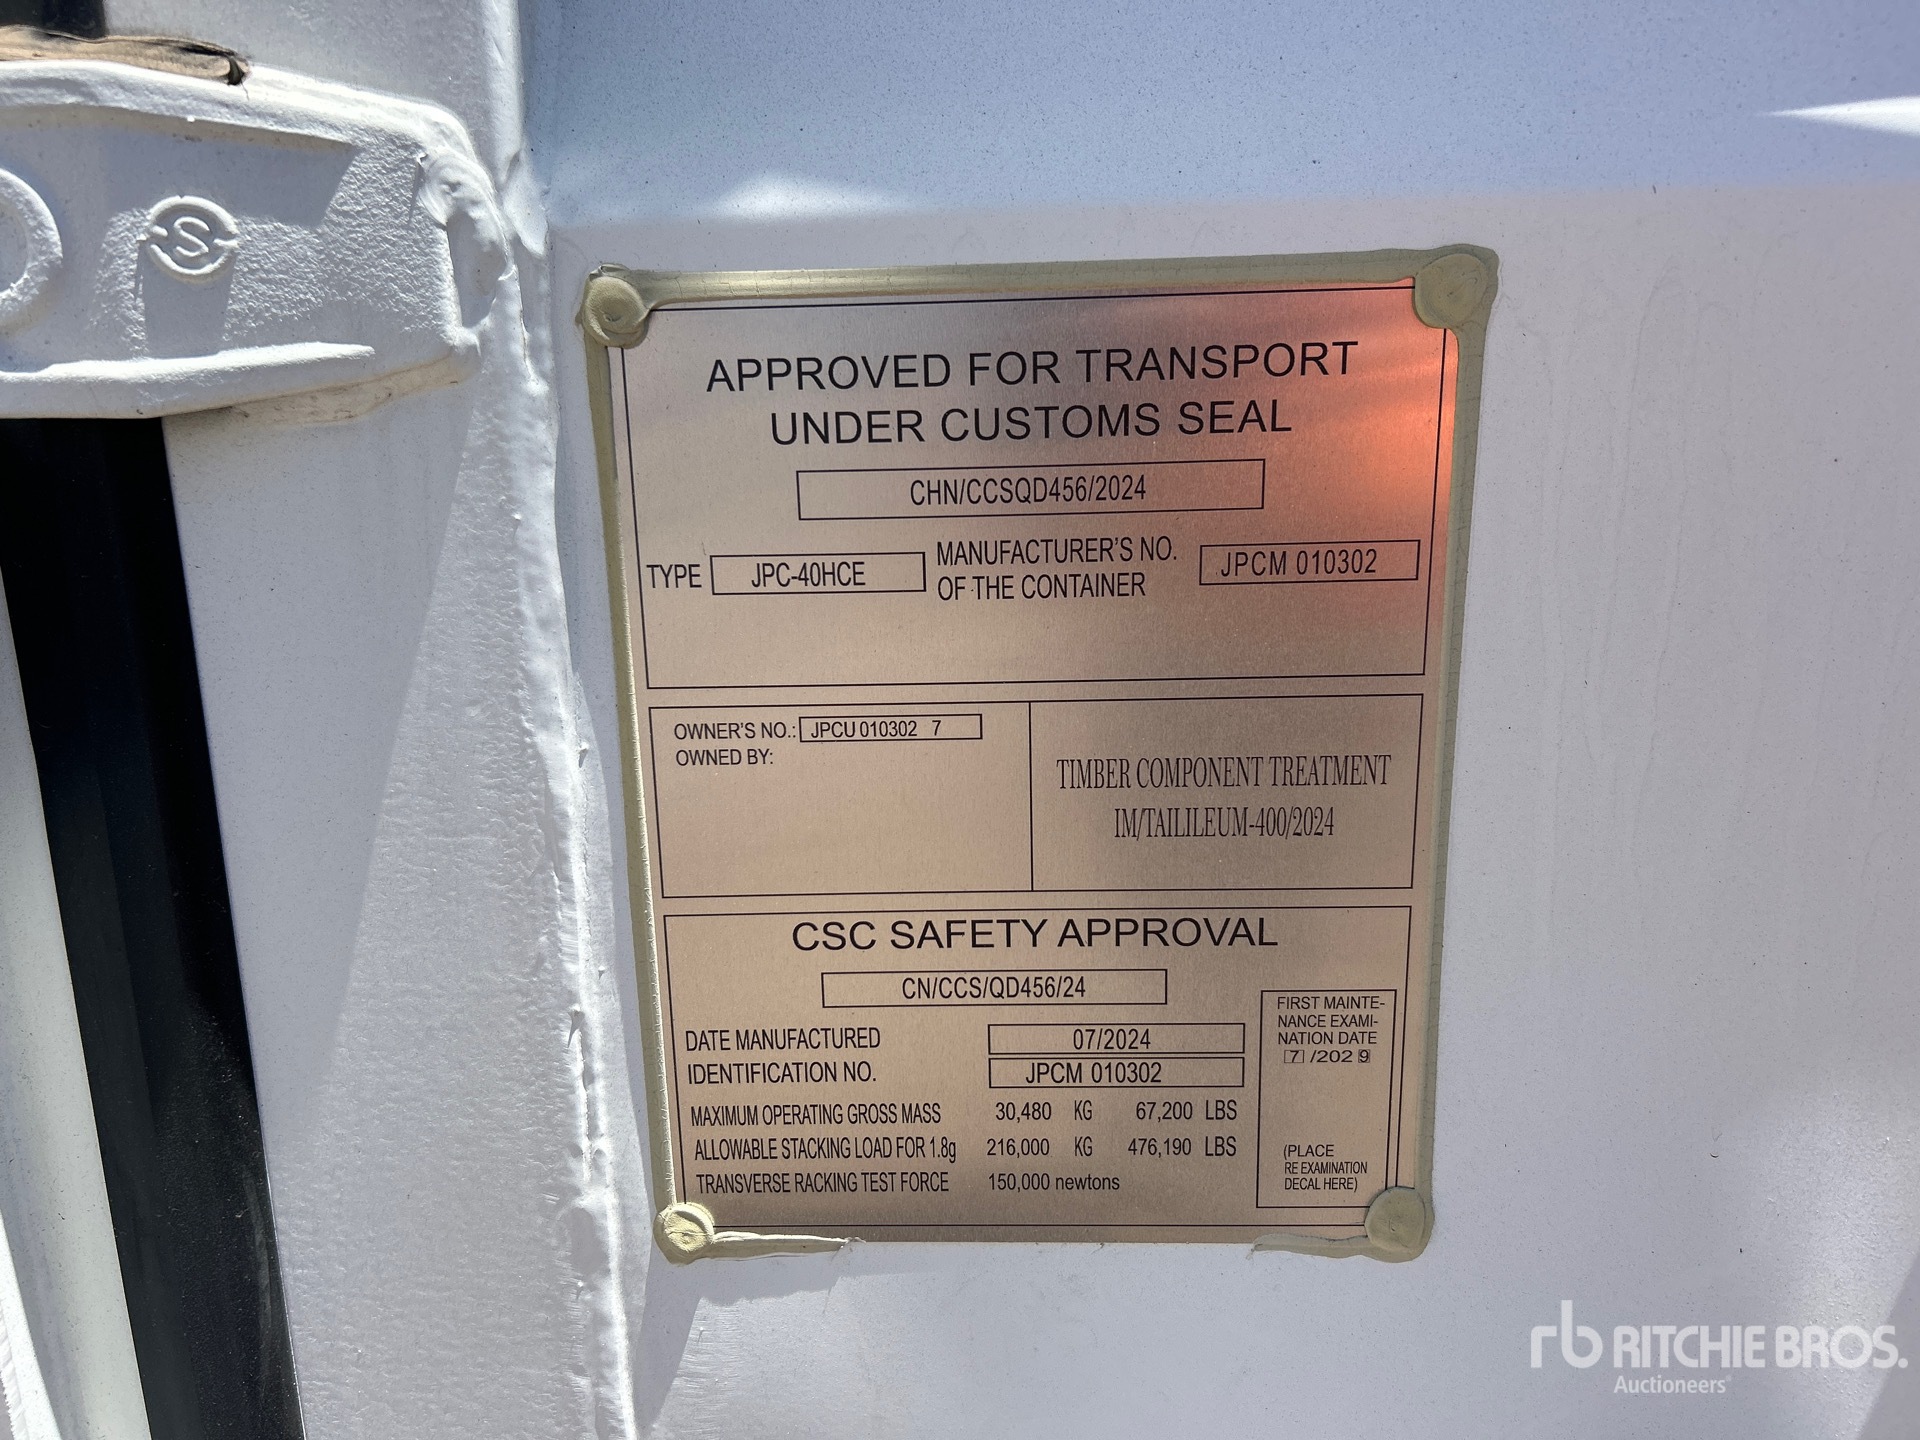 S
APPROVED FOR TRANSPORT
UNDER CUSTOMS SEAL
CHN/CCSQD456/2024
TYPE JPC-40HCE MANUFACTURER'S NO. OF THE CONTAINER JPCM 010302
OWNER'S NO.: JPCU 010302 7
OWNED BY:
TIMBER COMPONENT TREATMENT
IM/TAILILEUM-400/2024
CSC SAFETY APPROVAL
CN/CCS/QD456/24
DATE MANUFACTURED 07/2024
IDENTIFICATION NO. JPCM 010302
MAXIMUM OPERATING GROSS MASS 30,480 KG 67,200 LBS
ALLOWABLE STACKING LOAD FOR 1.8g 216,000 KG 476,190 LBS
TRANSVERSE RACKING TEST FORCE 150,000 newtons
FIRST MAINTE-
NANCE EXAMI-
NATION DATE
7 /202 9
(PLACE
RE EXAMINATION
DECAL HERE)
rb RITCHIE BROS.
Auctioneers